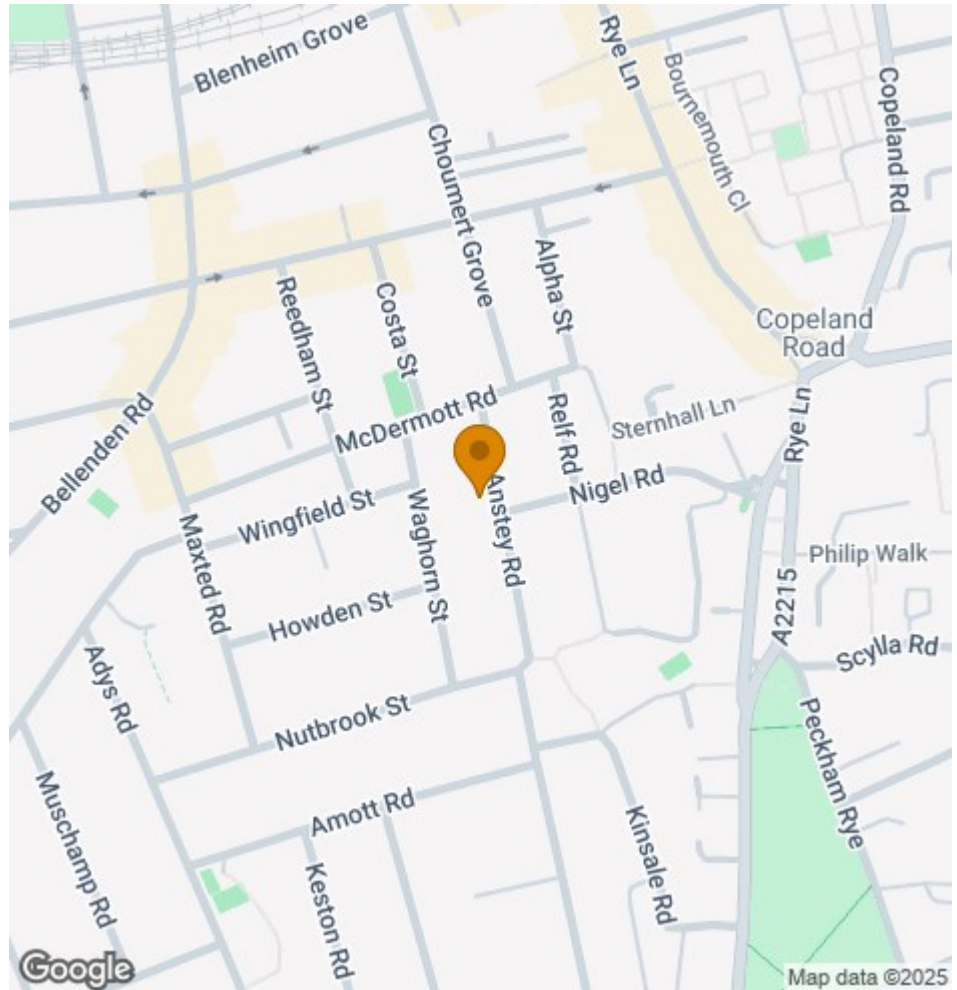 Blenheim Grove
Rye Ln
Bournemouth Cl
Copeland Rd
Choumert Grove
Alpha St
Reedham St
Costa St
Copeland
Road
McDermott Rd
Relf Rd
Sternhall Ln
Rye Ln
Bellenden Rd
Anstey Rd
Nigel Rd
Wingfield St
Waghorn St
Maxted Rd
Philip Walk
Howden St
A2215
Scylla Rd
Adys Rd
Nutbrook St
Peckham Rye
Muschamp Rd
Amott Rd
Kinsale Rd
Keston Rd
Google
Map data ©2025